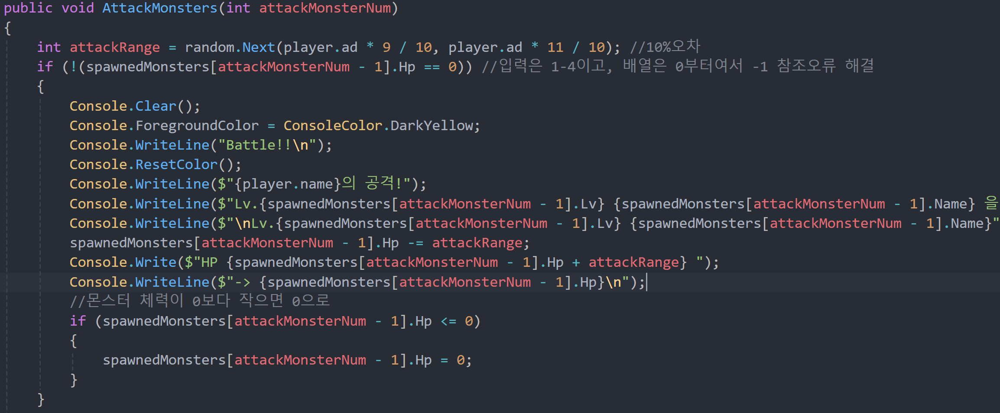 public void AttackMonsters(int attackMonsterNum)
{
int attackRange = random.Next(player.ad * 9 / 10, player.ad * 11 / 10); //10%오차
if (!(spawnedMonsters[attackMonsterNum - 1].Hp == 0)) //입력은 1-4이고, 배열은 0부터여서 -1 참조오류 해결
{
Console.Clear();
Console.ForegroundColor = ConsoleColor.DarkYellow;
Console.WriteLine("Battle!!\n");
Console.ResetColor();
Console.WriteLine($"{player.name}의 공격!");
Console.WriteLine($"Lv.{spawnedMonsters[attackMonsterNum - 1].Lv} {spawnedMonsters[attackMonsterNum - 1].Name} 을
Console.WriteLine($"\nLv.{spawnedMonsters[attackMonsterNum - 1].Lv} {spawnedMonsters[attackMonsterNum - 1].Name}"
spawnedMonsters[attackMonsterNum - 1].Hp -= attackRange;
Console.Write($"HP {spawnedMonsters[attackMonsterNum - 1].Hp + attackRange} ");
Console.WriteLine($"-> {spawnedMonsters[attackMonsterNum - 1].Hp}\n");
//몬스터 체력이 0보다 작으면 0으로
if (spawnedMonsters[attackMonsterNum - 1].Hp <= 0)
{
spawnedMonsters[attackMonsterNum - 1].Hp = 0;
}
}